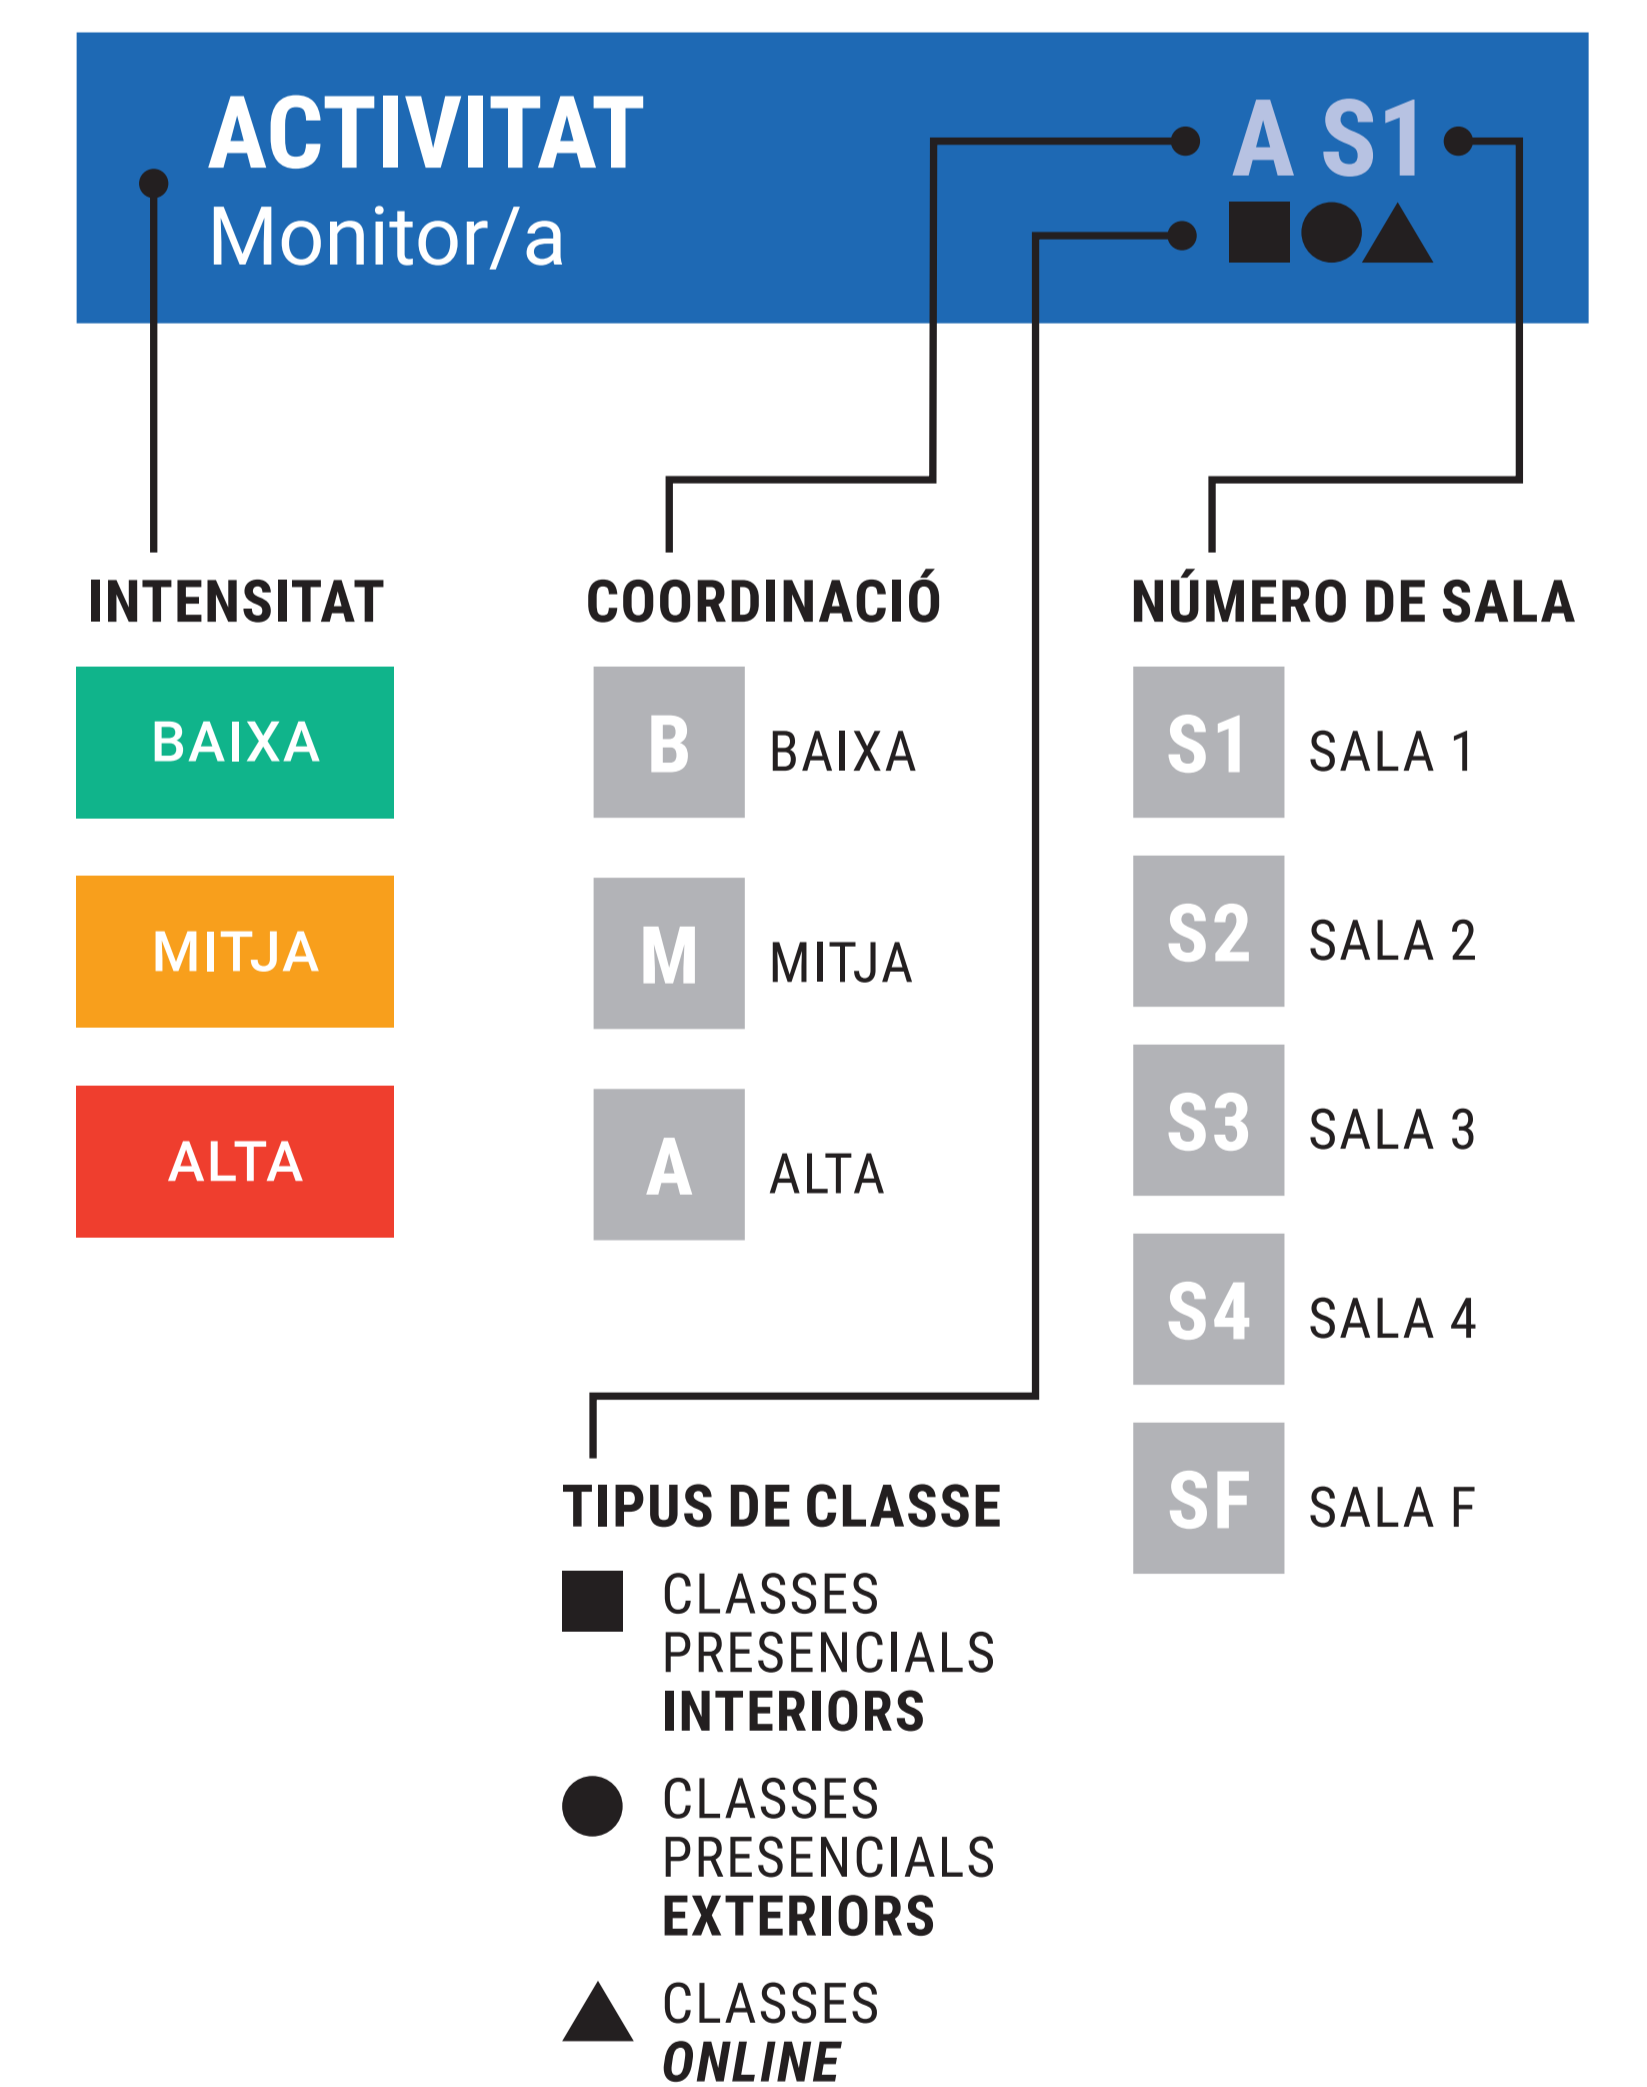 ACTIVITAT
Monitor/a
A S1
INTENSITAT
BAIXA
MITJA
ALTA
COORDINACIÓ
B BAIXA
M MITJA
A ALTA
NÚMERO DE SALA
S1 SALA 1
S2 SALA 2
S3 SALA 3
S4 SALA 4
SF SALA F
TIPUS DE CLASSE
CLASSES
PRESENCIALS
INTERIORS
CLASSES
PRESENCIALS
EXTERIORS
CLASSES
ONLINE